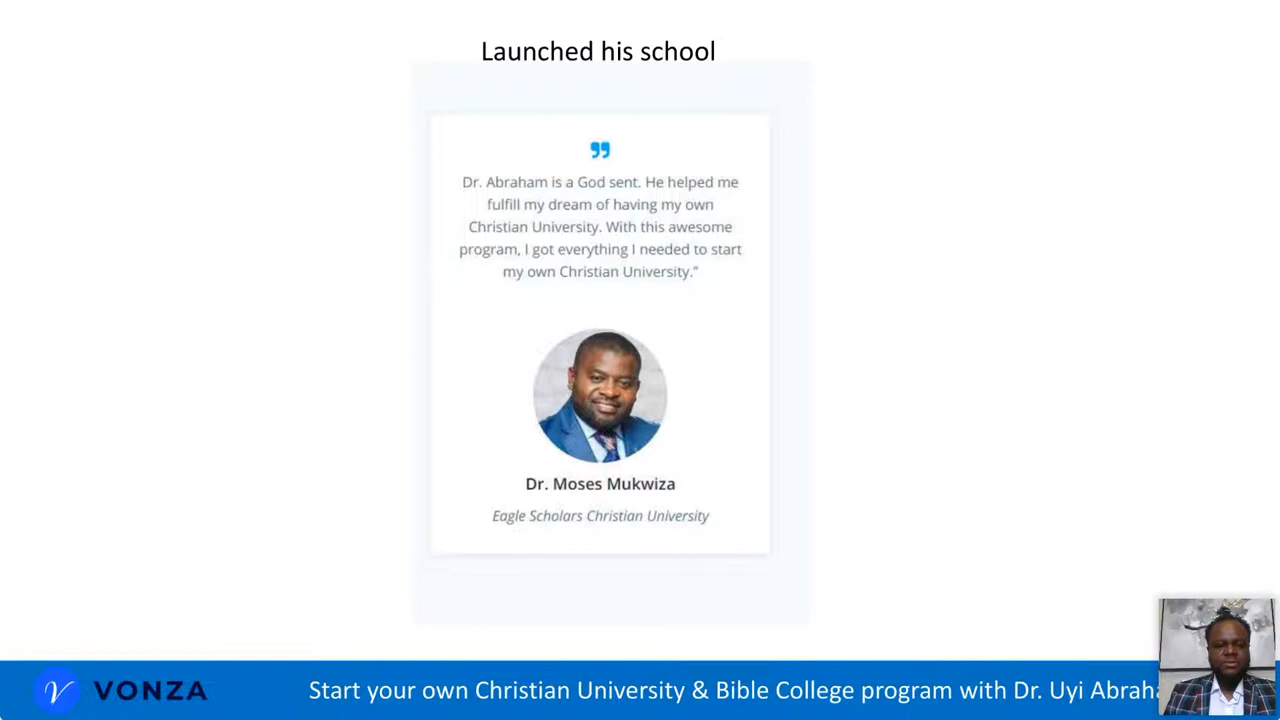 Launched his school
Dr. Abraham is a God sent. He helped me
fulfill my dream of having my own
Christian University. With this awesome
program, I got everything I needed to start
my own Christian University.”
Dr. Moses Mukwiza
Eagle Scholars Christian University
VONZA
Start your own Christian University & Bible College program with Dr. Uyi Abraha